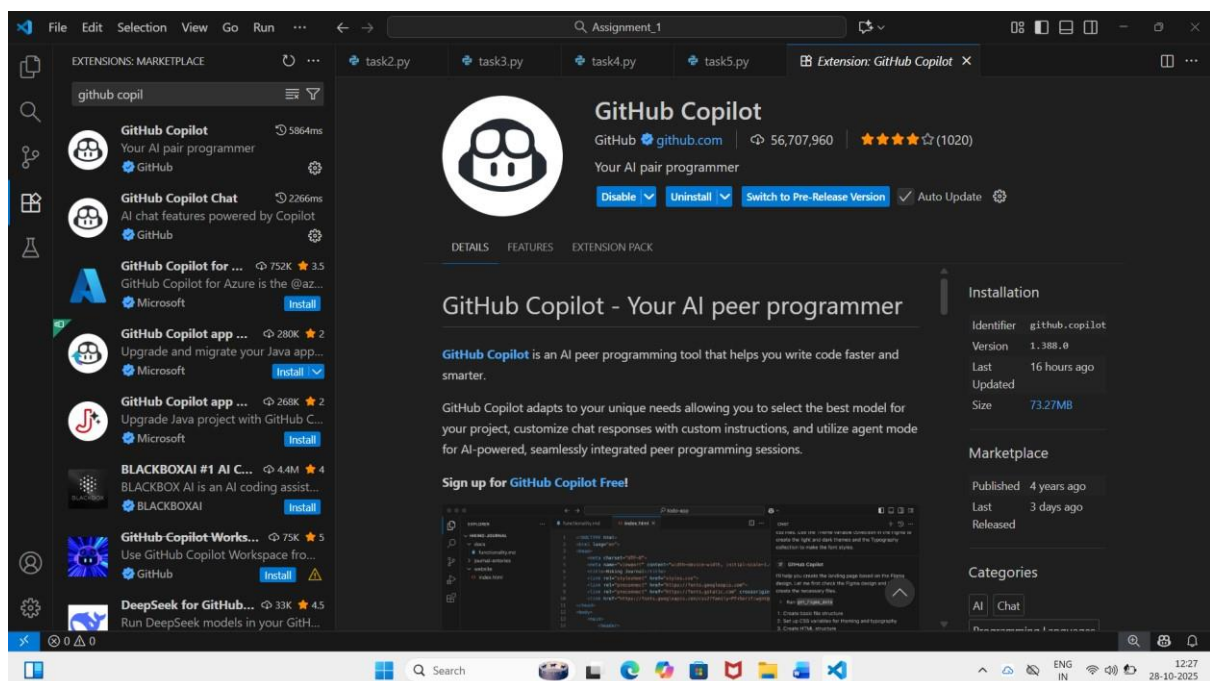 File Edit Selection View Go Run ··· Assignment_1
EXTENSIONS: MARKETPLACE
github copil
GitHub Copilot 5864ms
Your AI pair programmer
GitHub
GitHub Copilot Chat 2266ms
AI chat features powered by Copilot
GitHub
GitHub Copilot for ... 752K ★ 3.5
GitHub Copilot for Azure is the @az...
Microsoft Install
GitHub Copilot app ... 280K ★ 2
Upgrade and migrate your Java app...
Microsoft Install
GitHub Copilot app ... 268K ★ 2
Upgrade Java project with GitHub C...
Microsoft Install
BLACKBOXAI #1 AI C... 4.4M ★ 4
BLACKBOX AI is an AI coding assist...
BLACKBOXAI Install
GitHub Copilot Works... 75K ★ 5
Use GitHub Copilot Workspace fro...
GitHub Install
DeepSeek for GitHub... 33K ★ 4.5
Run DeepSeek models in your GitH...
task2.py task3.py task4.py task5.py Extension: GitHub Copilot
GitHub Copilot
GitHub github.com 56,707,960 ★★★★☆ (1020)
Your AI pair programmer
Disable Uninstall Switch to Pre-Release Version Auto Update
DETAILS FEATURES EXTENSION PACK
GitHub Copilot - Your AI peer programmer
GitHub Copilot is an AI peer programming tool that helps you write code faster and
smarter.
GitHub Copilot adapts to your unique needs allowing you to select the best model for
your project, customize chat responses with custom instructions, and utilize agent mode
for AI-powered, seamlessly integrated peer programming sessions.
Sign up for GitHub Copilot Free!
Installation
Identifier github.copilot
Version 1.388.0
Last 16 hours ago
Updated
Size 73.27MB
Marketplace
Published 4 years ago
Last 3 days ago
Released
Categories
AI Chat
Programming Languages
0 0
Search
ENG
IN
12:27
28-10-2025